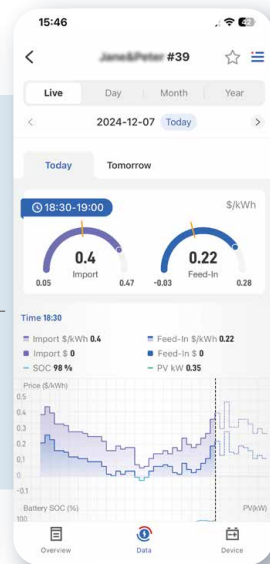 15:46
#39
Live Day Month Year
2024-12-07 Today
Today Tomorrow
18:30-19:00 $/kWh
0.4 0.22
Import Feed-In
0.05 0.47 -0.03 0.28
Time 18:30
Import $/kWh 0.4 Feed-In $/kWh 0.22
Import $ 0 Feed-In $ 0
SOC 98 % PV kW 0.35
Price ($/kWh)
0.5
0.4
0.3
0.2
0.1
0
-0.1
Battery SOC (%) PV(kW)
100
Overview Data Device